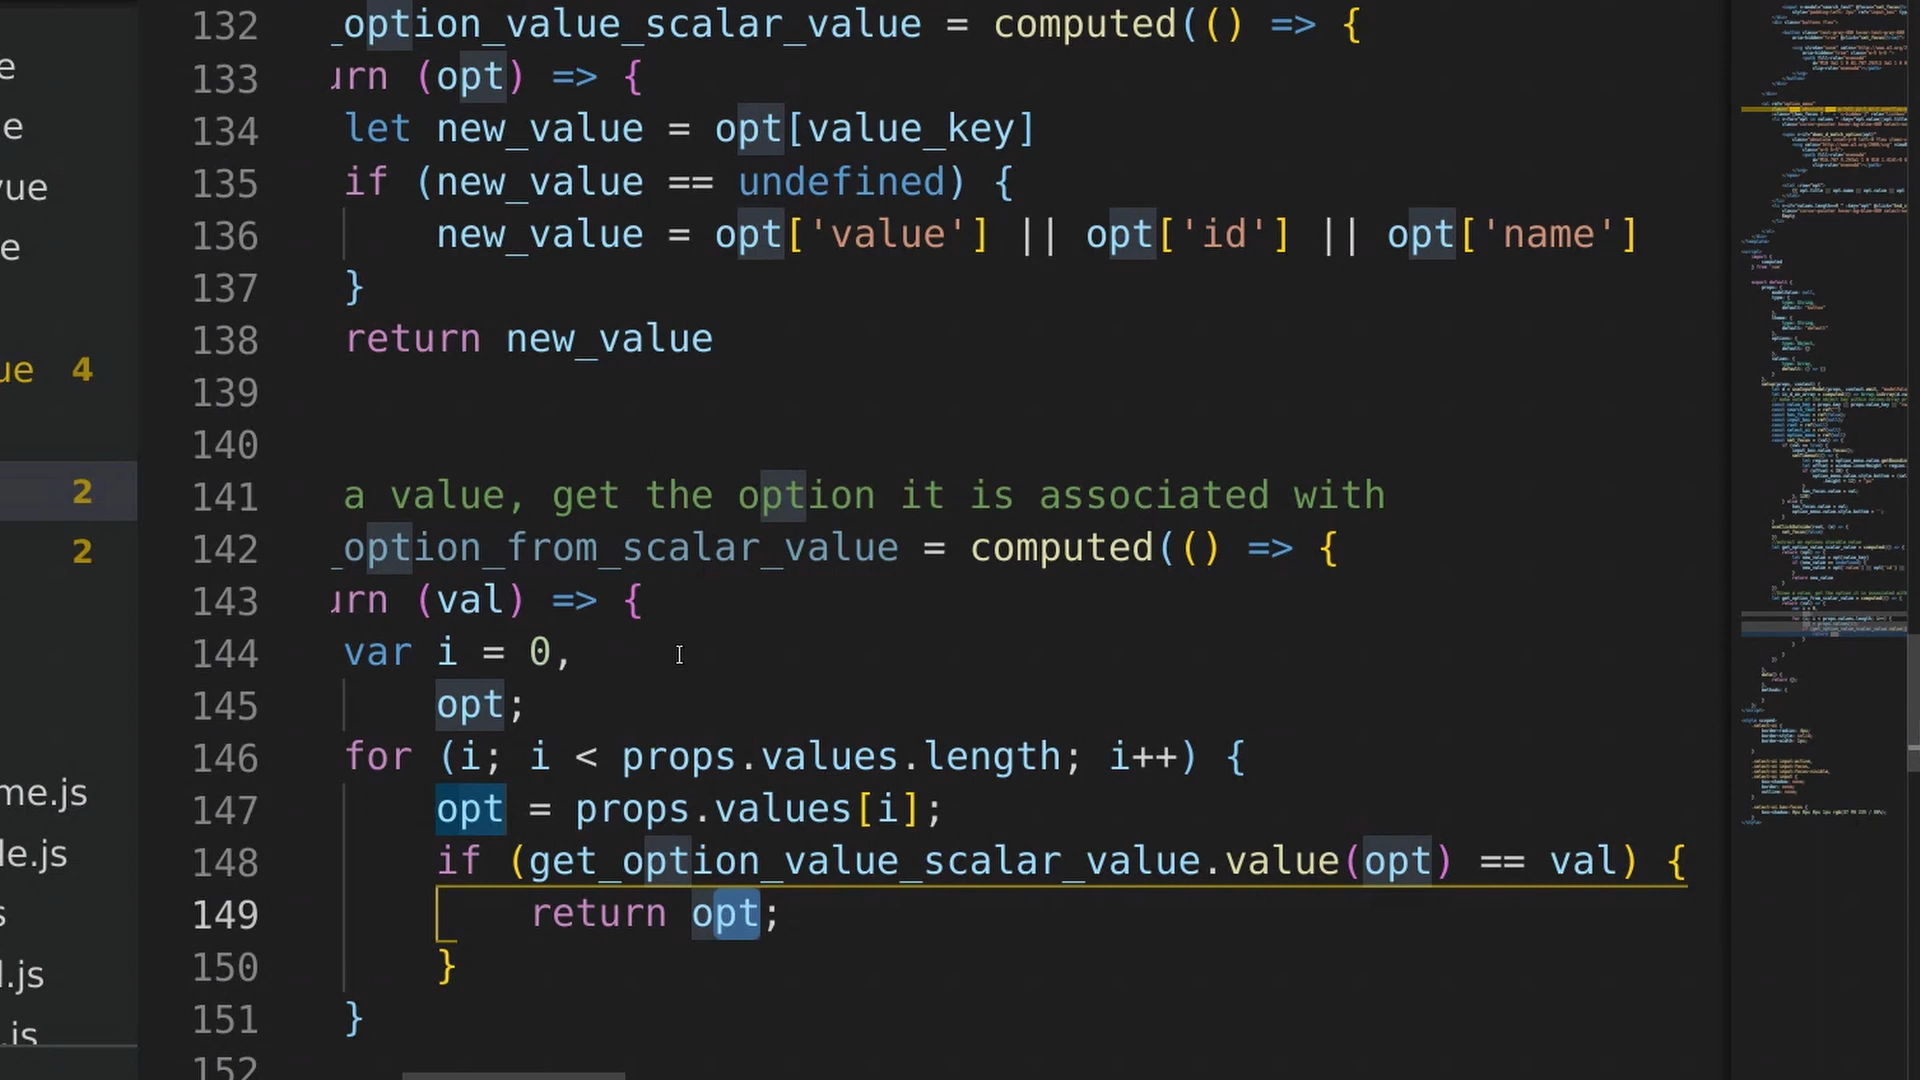 132 _option_value_scalar_value = computed(() => {
133 urn (opt) => {
134 let new_value = opt[value_key]
135 if (new_value == undefined) {
136 new_value = opt['value'] || opt['id'] || opt['name']
137 }
138 return new_value
139
140
141 a value, get the option it is associated with
142 _option_from_scalar_value = computed(() => {
143 urn (val) => {
144 var i = 0,
145 opt;
146 for (i; i < props.values.length; i++) {
147 opt = props.values[i];
148 if (get_option_value_scalar_value.value(opt) == val) {
149 return opt;
150 }
151 }
152
e
e
vue
e
ue 4
2
2
me.js
le.js
s
l.js
.js